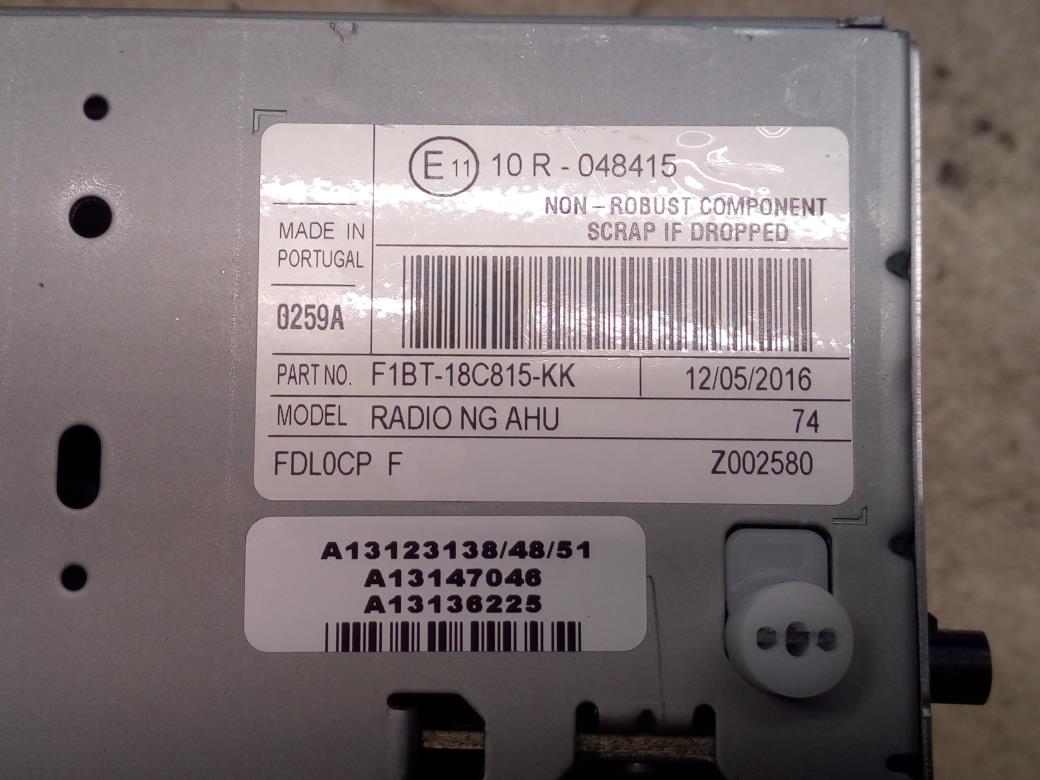 E 11 10 R - 048415
NON - ROBUST COMPONENT
SCRAP IF DROPPED
MADE IN
PORTUGAL
0259A
PART NO. F1BT-18C815-KK 12/05/2016
MODEL RADIO NG AHU 74
FDL0CP F Z002580
A13123138/48/51
A13147046
A13136225